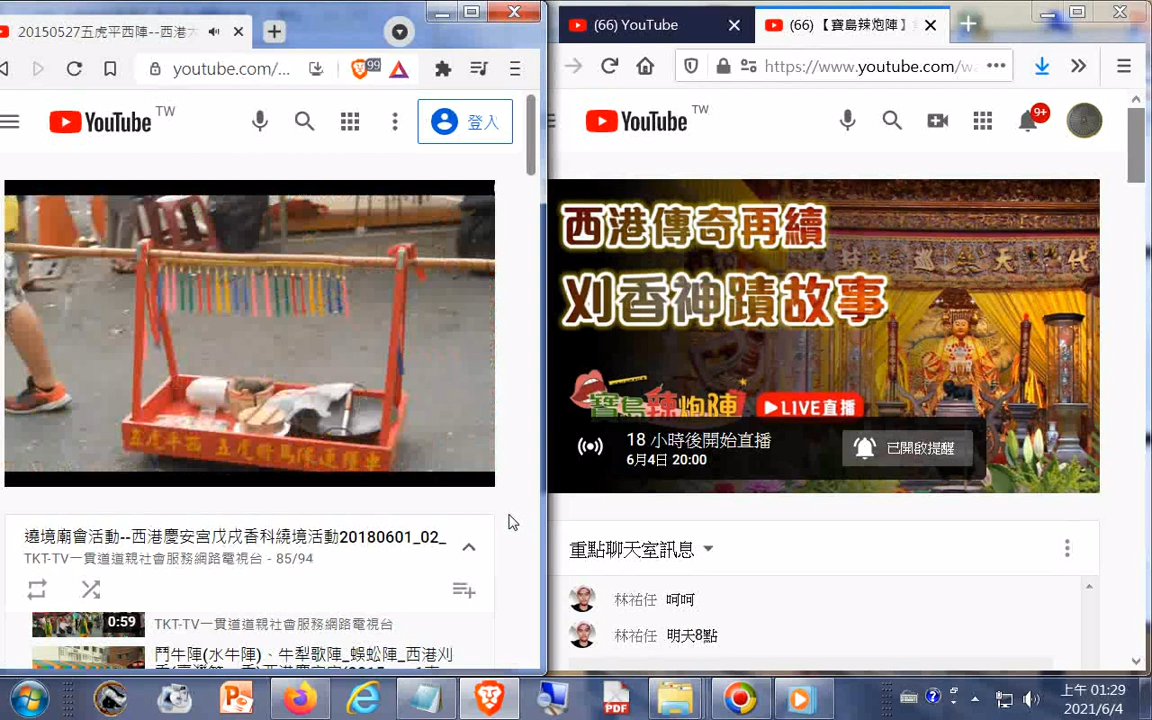 20150527五虎平西陣--西港大
youtube.com/...
99
YouTube TW
登入
五虎平西 五虎將馬隊運糧車
遶境廟會活動--西港慶安宮戊戌香科繞境活動20180601_02_
TKT-TV一貫道道親社會服務網路電視台 - 85/94
0:59
TKT-TV一貫道道親社會服務網路電視台
鬥牛陣(水牛陣)、牛犁歌陣_蜈蚣陣_西港刈
(66) YouTube
(66) 【寶島辣炮陣】
https://www.youtube.com/wa
YouTube TW
9+
西港傳奇再續
刈香神蹟故事
代天巡
寶島辣炮陣
LIVE直播
18 小時後開始直播
6月4日 20:00
已開啟提醒
重點聊天室訊息
林祐任 呵呵
林祐任 明天8點
PDF
上午 01:29
2021/6/4